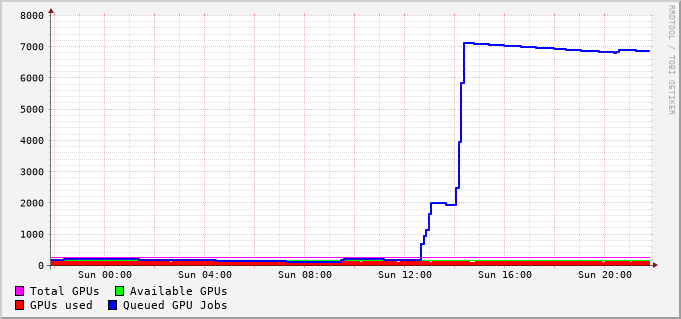 8000
7000
6000
5000
4000
3000
2000
1000
0
Sun 00:00 Sun 04:00 Sun 08:00 Sun 12:00 Sun 16:00 Sun 20:00
Total GPUs Available GPUs
GPUs used Queued GPU Jobs
RRDTOOL / TOBI OETIKER